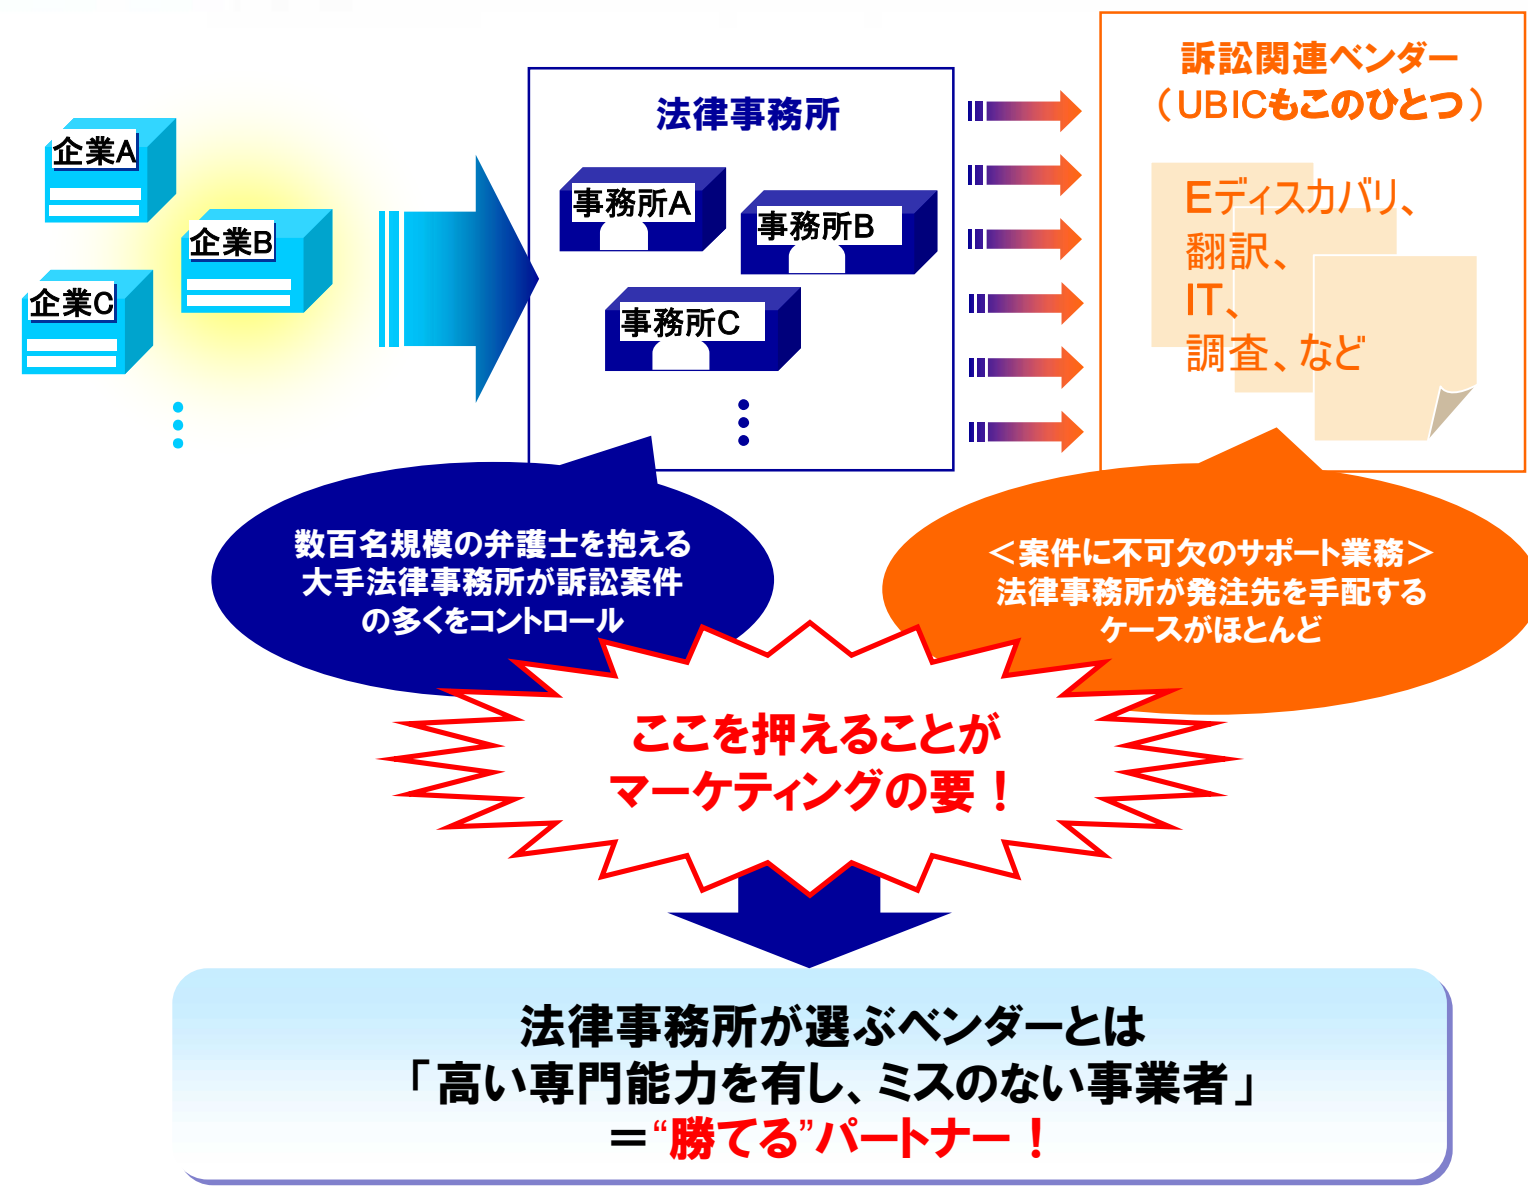 企業A
企業B
企業C
法律事務所
事務所A
事務所B
事務所C
訴訟関連ベンダー
（UBICもこのひとつ）
Eディスカバリ、
翻訳、
IT、
調査、など
数百名規模の弁護士を抱える
大手法律事務所が訴訟案件
の多くをコントロール
＜案件に不可欠のサポート業務＞
法律事務所が発注先を手配する
ケースがほとんど
ここを押えることが
マーケティングの要！
法律事務所が選ぶベンダーとは
「高い専門能力を有し、ミスのない事業者」
＝“勝てる”パートナー！